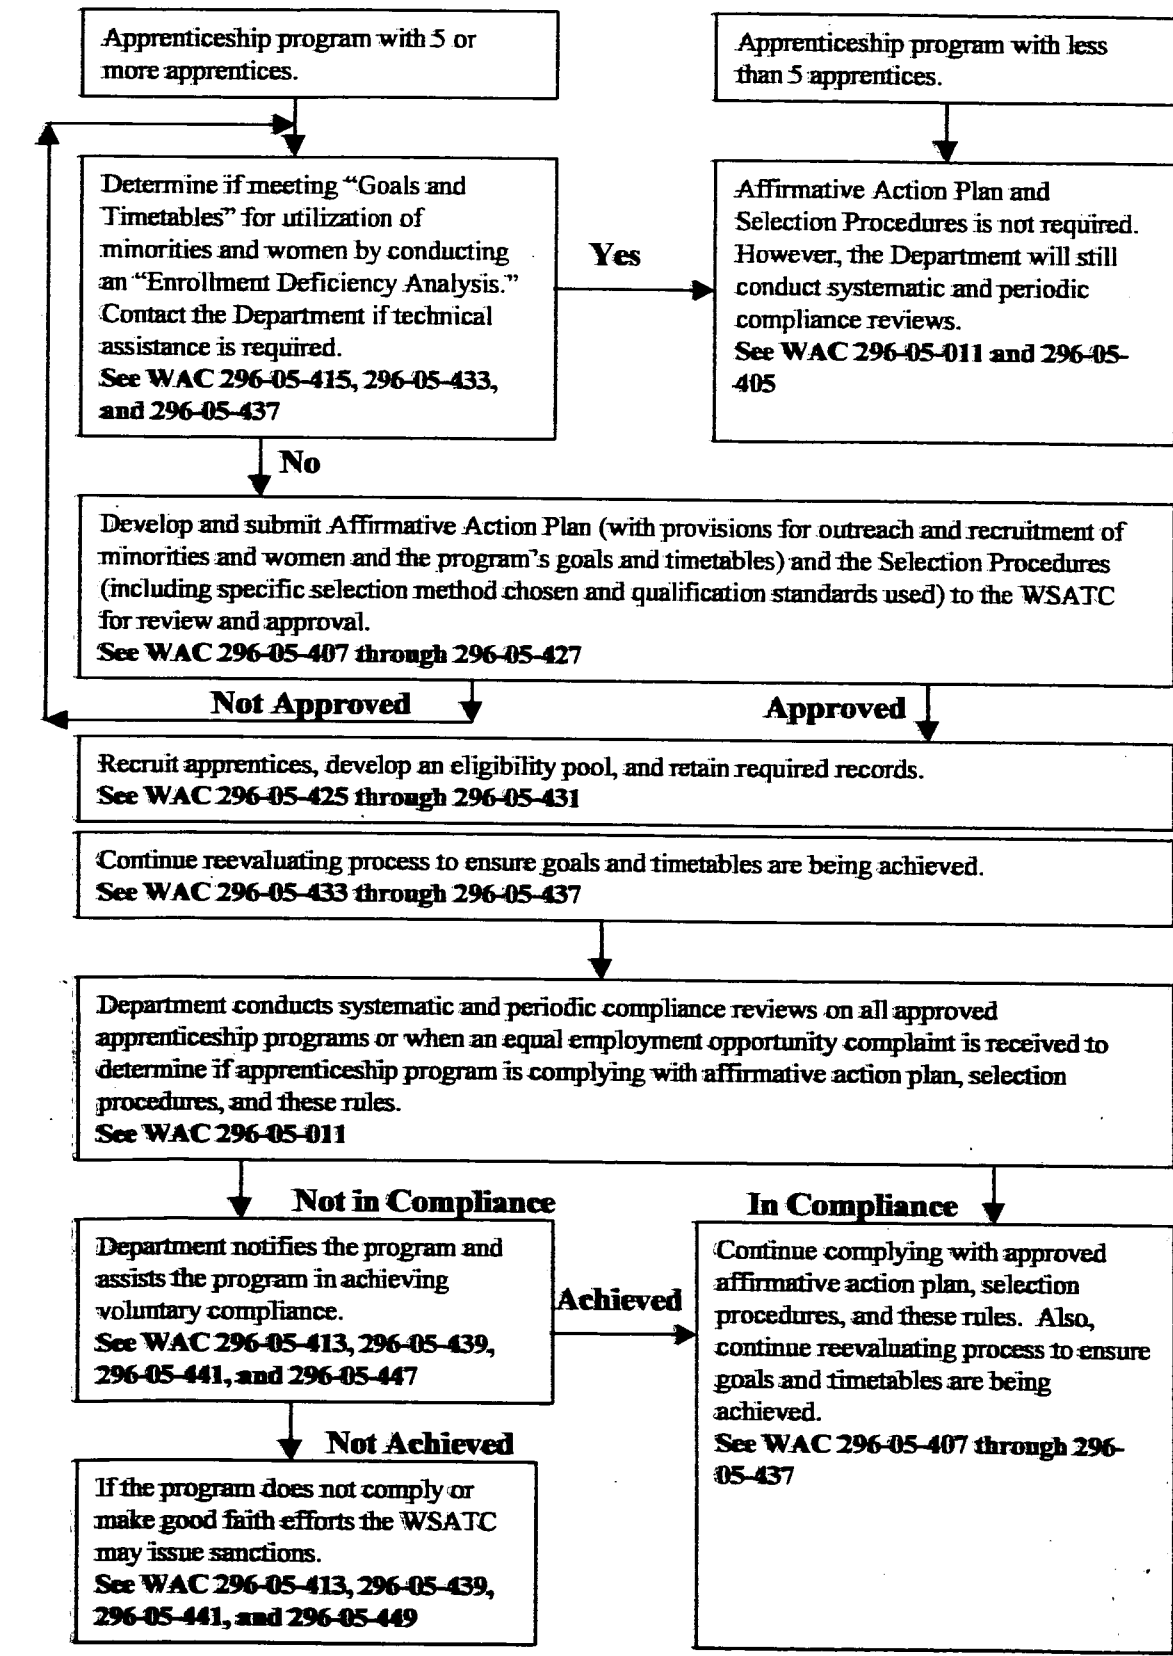 Apprenticeship program with 5 or
more apprentices.
Apprenticeship program with less
than 5 apprentices.
Determine if meeting “Goals and
Timetables” for utilization of
minorities and women by conducting
an “Enrollment Deficiency Analysis.”
Contact the Department if technical
assistance is required.
See WAC 296-05-415, 296-05-433,
and 296-05-437
Yes
Affirmative Action Plan and
Selection Procedures is not required.
However, the Department will still
conduct systematic and periodic
compliance reviews.
See WAC 296-05-011 and 296-05-
405
No
Develop and submit Affirmative Action Plan (with provisions for outreach and recruitment of
minorities and women and the program’s goals and timetables) and the Selection Procedures
(including specific selection method chosen and qualification standards used) to the WSATC
for review and approval.
See WAC 296-05-407 through 296-05-427
Not Approved
Approved
Recruit apprentices, develop an eligibility pool, and retain required records.
See WAC 296-05-425 through 296-05-431
Continue reevaluating process to ensure goals and timetables are being achieved.
See WAC 296-05-433 through 296-05-437
Department conducts systematic and periodic compliance reviews on all approved
apprenticeship programs or when an equal employment opportunity complaint is received to
determine if apprenticeship program is complying with affirmative action plan, selection
procedures, and these rules.
See WAC 296-05-011
Not in Compliance
In Compliance
Department notifies the program and
assists the program in achieving
voluntary compliance.
See WAC 296-05-413, 296-05-439,
296-05-441, and 296-05-447
Achieved
Continue complying with approved
affirmative action plan, selection
procedures, and these rules. Also,
continue reevaluating process to ensure
goals and timetables are being
achieved.
See WAC 296-05-407 through 296-
05-437
Not Achieved
If the program does not comply or
make good faith efforts the WSATC
may issue sanctions.
See WAC 296-05-413, 296-05-439,
296-05-441, and 296-05-449